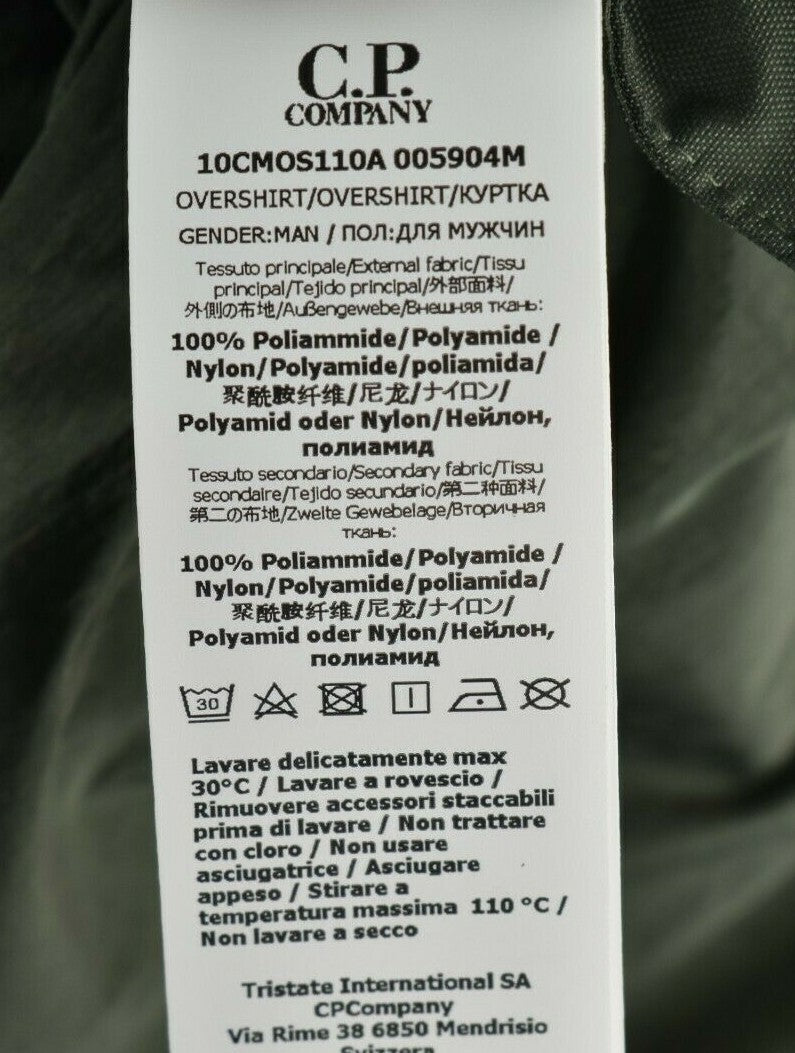 C.P.
COMPANY
10CMOS110A 005904M
OVERSHIRT/OVERSHIRT/КУРТКА
GENDER:MAN / ПОЛ:ДЛЯ МУЖЧИН
Tessuto principale/External fabric/Tissu
principal/Tejido principal/外部面料/
外側の布地/Außengewebe/Внешняя ткань:
100% Poliammide/Polyamide /
Nylon/Polyamide/poliamida/
聚酰胺纤维/尼龙/ナイロン/
Polyamid oder Nylon/Нейлон,
полиамид
Tessuto secondario/Secondary fabric/Tissu
secondaire/Tejido secundario/第二种面料/
第二の布地/Zweite Gewebelage/Вторичная
ткань:
100% Poliammide/Polyamide /
Nylon/Polyamide/poliamida/
聚酰胺纤维/尼龙/ナイロン/
Polyamid oder Nylon/Нейлон,
полиамид
30
Lavare delicatamente max
30°C / Lavare a rovescio /
Rimuovere accessori staccabili
prima di lavare / Non trattare
con cloro / Non usare
asciugatrice / Asciugare
appeso / Stirare a
temperatura massima 110 °C /
Non lavare a secco
Tristate International SA
CPCompany
Via Rime 38 6850 Mendrisio
Svizzera